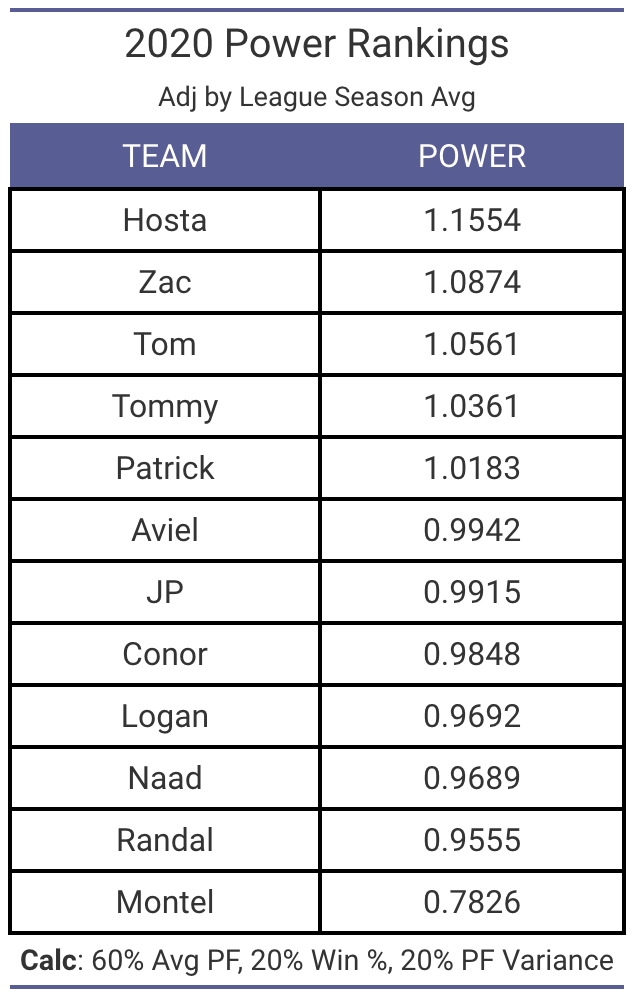 2020 Power Rankings
Adj by League Season Avg
TEAM POWER
Hosta 1.1554
Zac 1.0874
Tom 1.0561
Tommy 1.0361
Patrick 1.0183
Aviel 0.9942
JP 0.9915
Conor 0.9848
Logan 0.9692
Naad 0.9689
Randal 0.9555
Montel 0.7826
Calc: 60% Avg PF, 20% Win %, 20% PF Variance